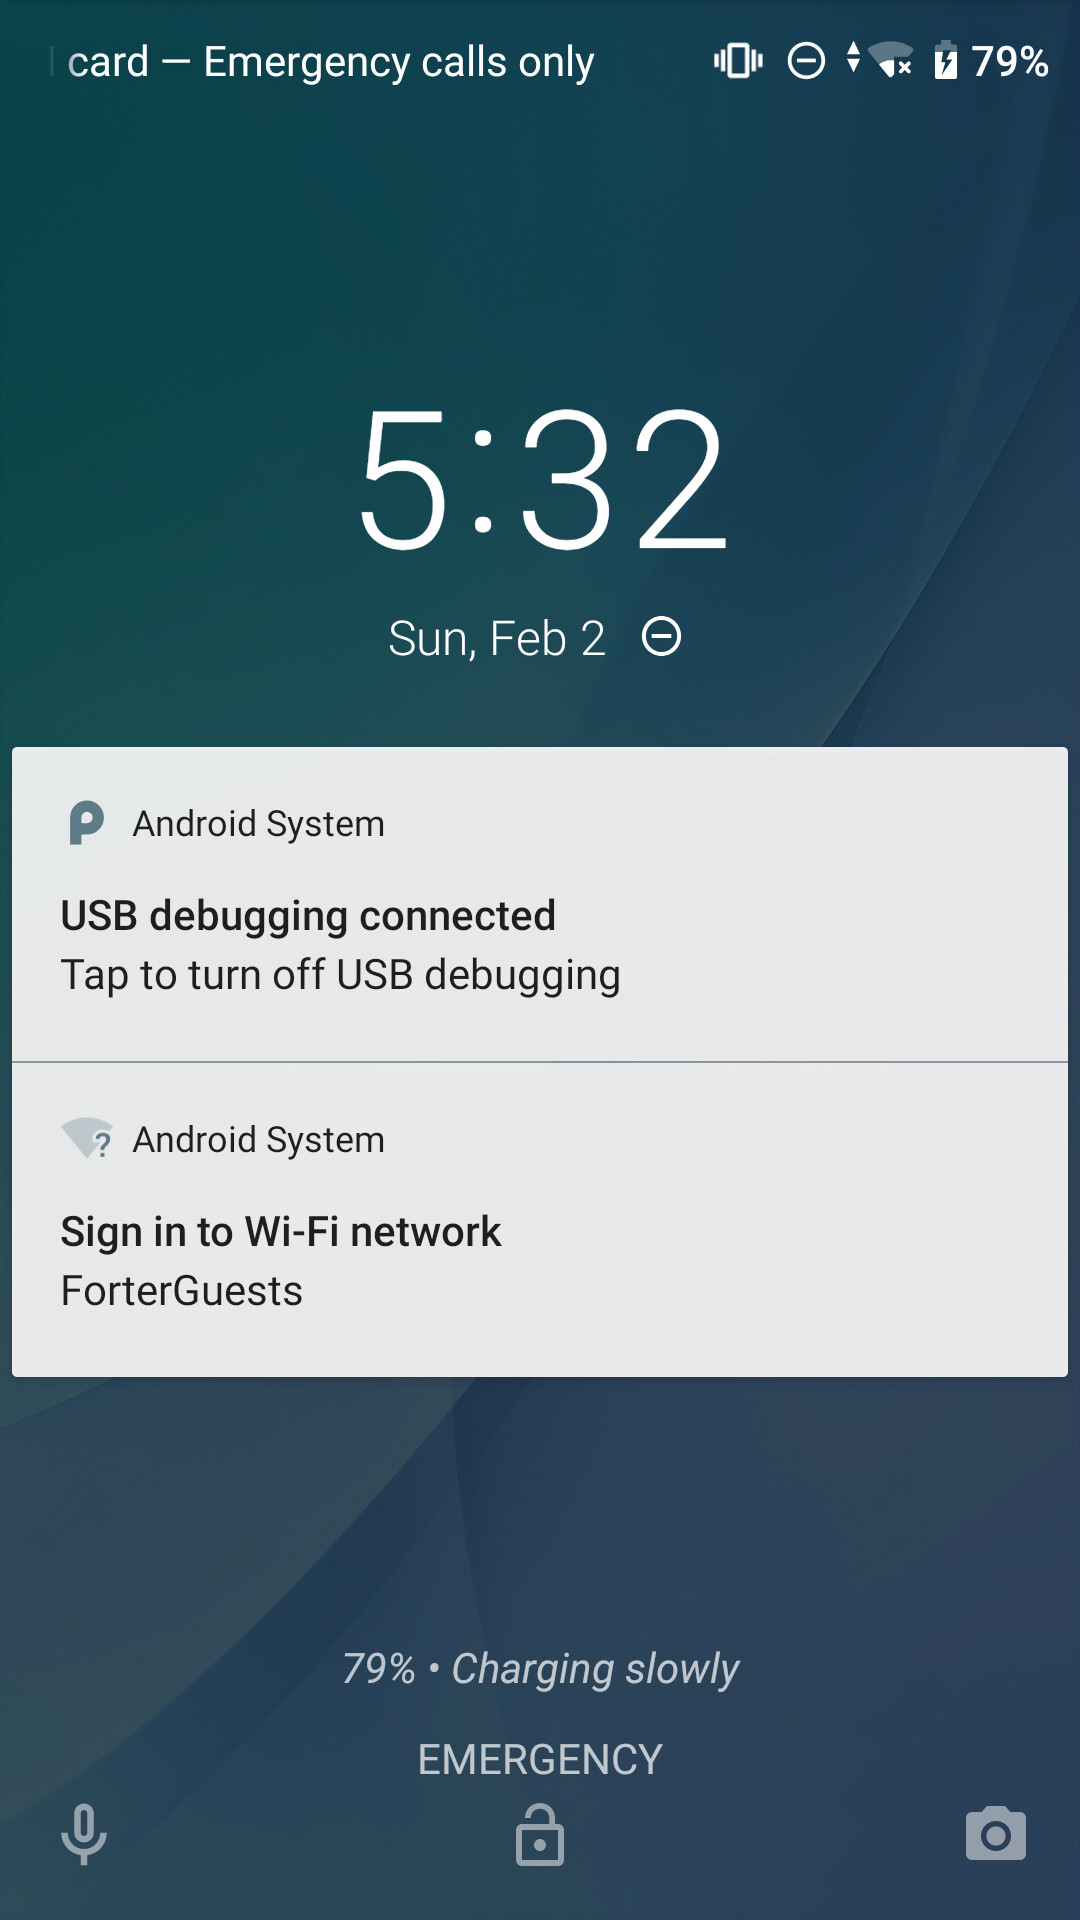 card — Emergency calls only 79%
5:32
Sun, Feb 2
Android System
USB debugging connected
Tap to turn off USB debugging
Android System
Sign in to Wi-Fi network
ForterGuests
79% • Charging slowly
EMERGENCY